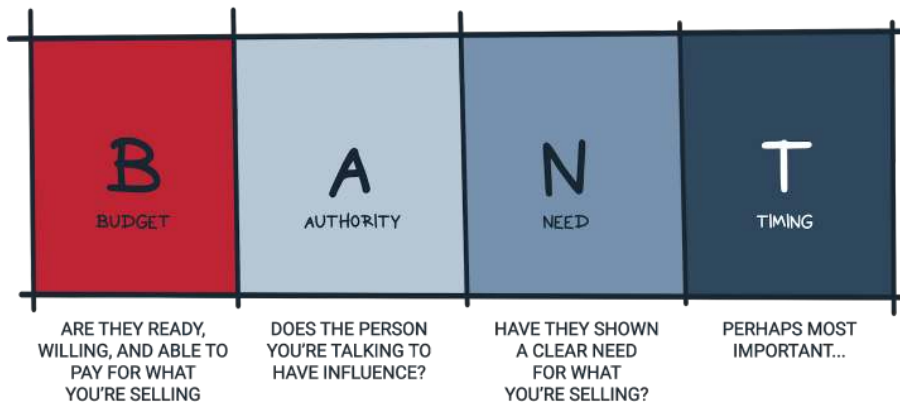 B
BUDGET
ARE THEY READY,
WILLING, AND ABLE TO
PAY FOR WHAT
YOU'RE SELLING
A
AUTHORITY
DOES THE PERSON
YOU'RE TALKING TO
HAVE INFLUENCE?
N
NEED
HAVE THEY SHOWN
A CLEAR NEED
FOR WHAT
YOU'RE SELLING?
T
TIMING
PERHAPS MOST
IMPORTANT...